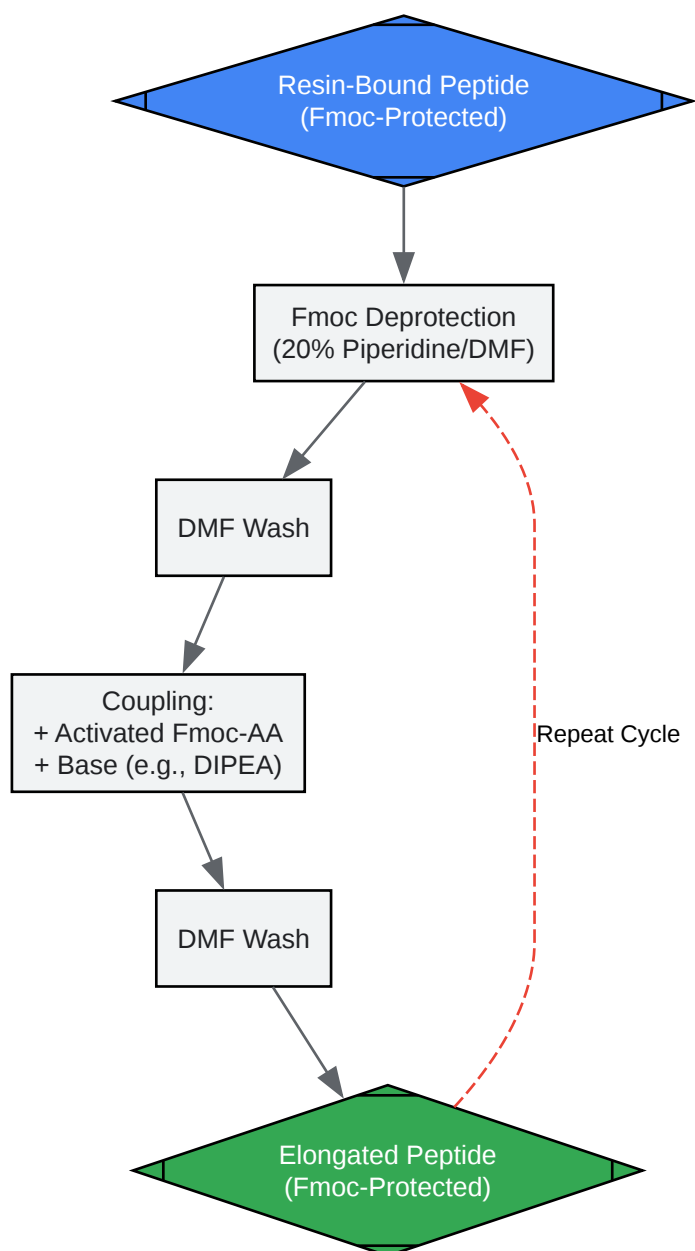 Resin-Bound Peptide
(Fmoc-Protected)
Fmoc Deprotection
(20% Piperidine/DMF)
DMF Wash
Coupling:
+ Activated Fmoc-AA
+ Base (e.g., DIPEA)
Repeat Cycle
DMF Wash
Elongated Peptide
(Fmoc-Protected)